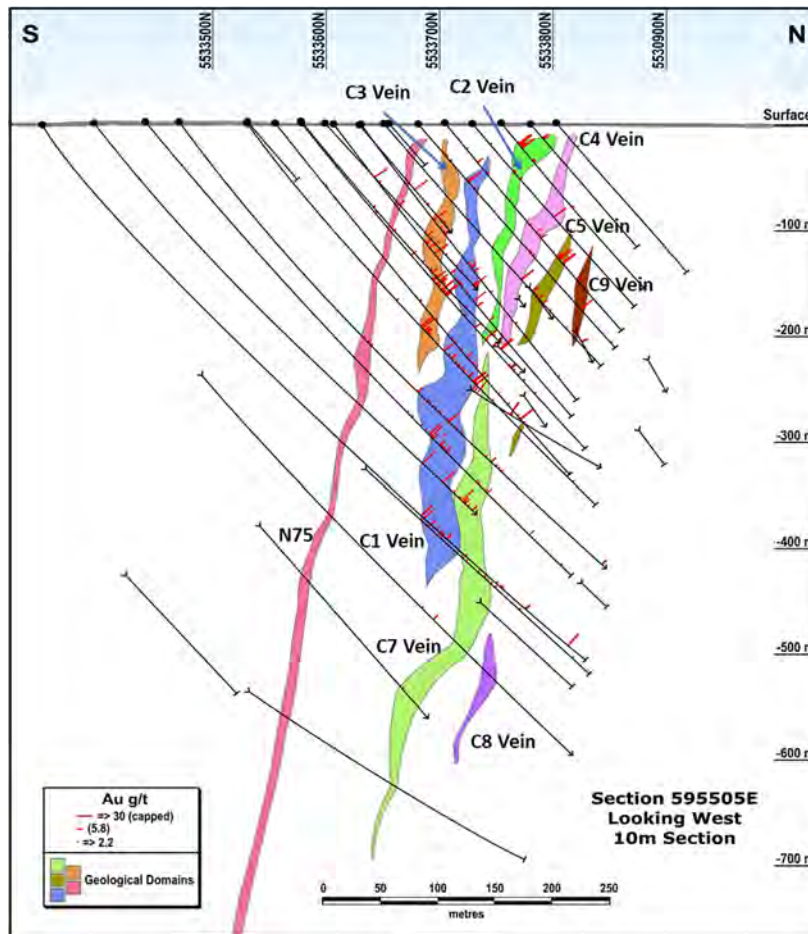 S
5533500N
5533600N
5533700N
5533800N
5530900N
N
C3 Vein
C2 Vein
Surface
C4 Vein
-100 m
C5 Vein
C9 Vein
-200 m
-300 m
N75
C1 Vein
-400 m
-500 m
C7 Vein
C8 Vein
-600 m
Au g/t
=> 30 (capped)
(5.8)
=> 2.2
Geological Domains
Section 595505E
Looking West
10m Section
-700 m
0 50 100 150 200 250
metres